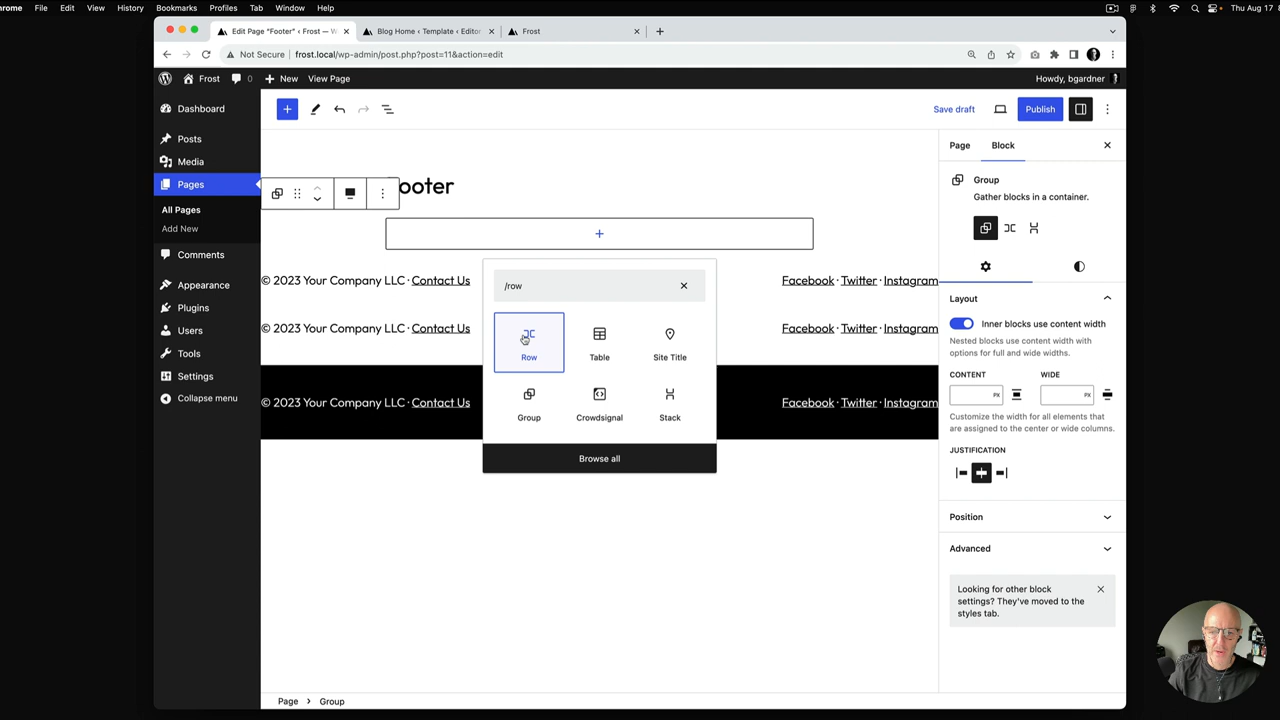 hrome File Edit View History Bookmarks Profiles Tab Window Help Thu Aug 17 8
Edit Page "Footer" ‹ Frost — W Blog Home ‹ Template ‹ Editor Frost
Not Secure frost.local/wp-admin/post.php?post=11&action=edit
Frost 0 New View Page Howdy, bgardner
Dashboard
Posts
Media
Pages
All Pages
Add New
Comments
Appearance
Plugins
Users
Tools
Settings
Collapse menu
Save draft Publish
Footer
© 2023 Your Company LLC · Contact Us Facebook · Twitter · Instagram
© 2023 Your Company LLC · Contact Us Facebook · Twitter · Instagram
© 2023 Your Company LLC · Contact Us Facebook · Twitter · Instagram
/row
Row Table Site Title
Group Crowdsignal Stack
Browse all
Page Block
Group
Gather blocks in a container.
Layout
Inner blocks use content width
Nested blocks use content width with
options for full and wide widths.
CONTENT WIDE
PX PX
Customize the width for all elements that
are assigned to the center or wide columns.
JUSTIFICATION
Position
Advanced
Looking for other block
settings? They've moved to the
styles tab.
Page > Group